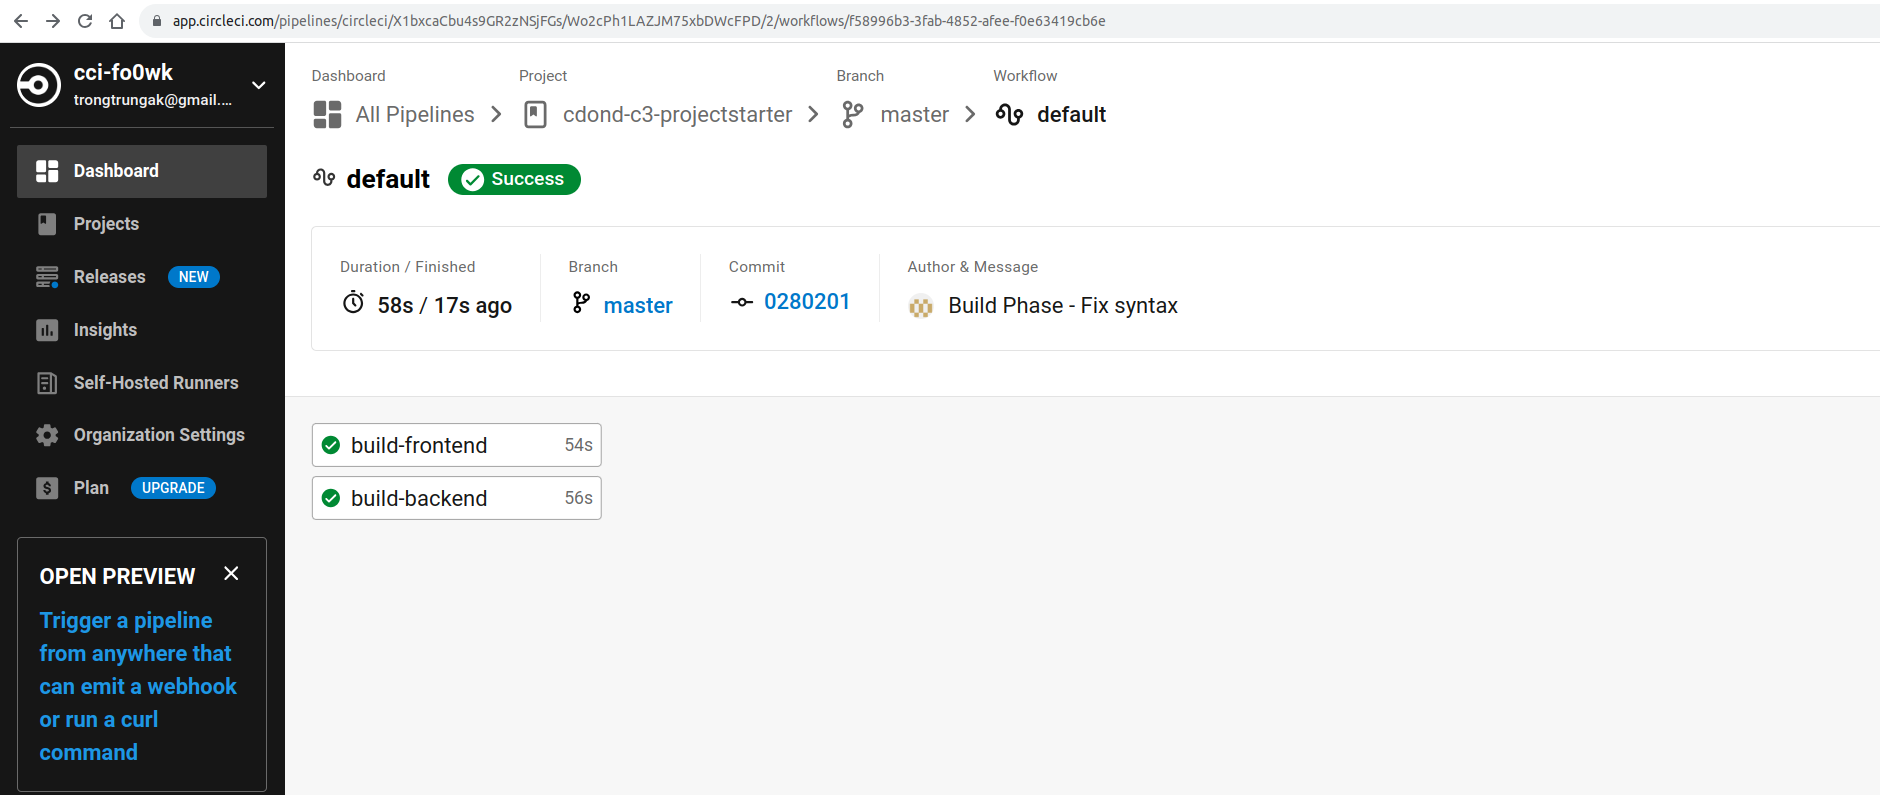 app.circleci.com/pipelines/circleci/X1bxcaCbu4s9GR2zNSjFGs/Wo2cPh1LAZJM75xbDWcFPD/2/workflows/f58996b3-3fab-4852-afee-f0e63419cb6e
cci-fo0wk
trongtrungak@gmail....
Dashboard
Projects
Releases NEW
Insights
Self-Hosted Runners
Organization Settings
Plan UPGRADE
OPEN PREVIEW
Trigger a pipeline
from anywhere that
can emit a webhook
or run a curl
command
Dashboard Project Branch Workflow
All Pipelines cdond-c3-projectstarter master default
default Success
Duration / Finished Branch Commit Author & Message
58s / 17s ago master 0280201 Build Phase - Fix syntax
build-frontend 54s
build-backend 56s